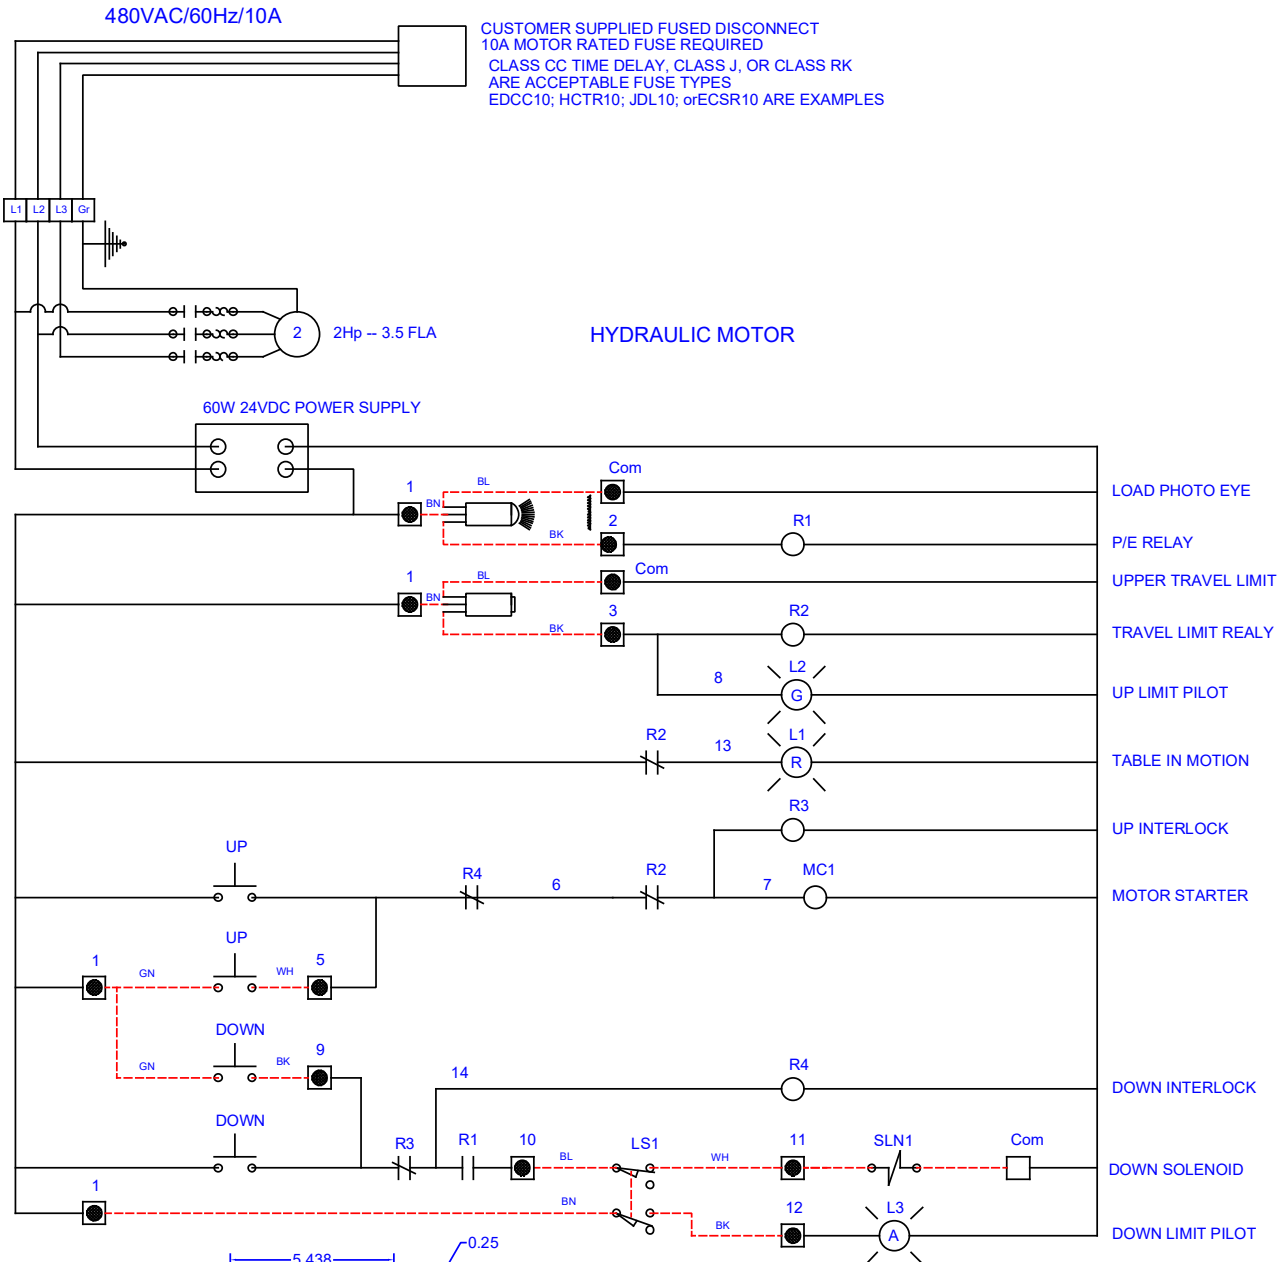 480VAC/60Hz/10A
CUSTOMER SUPPLIED FUSED DISCONNECT
10A MOTOR RATED FUSE REQUIRED
CLASS CC TIME DELAY, CLASS J, OR CLASS RK
ARE ACCEPTABLE FUSE TYPES
EDCC10; HCTR10; JDL10; orECSR10 ARE EXAMPLES
L1 L2 L3 Gr
2 2Hp -- 3.5 FLA
HYDRAULIC MOTOR
60W 24VDC POWER SUPPLY
Com
1 BN BL LOAD PHOTO EYE
BK 2 R1 P/E RELAY
1 BN BL Com UPPER TRAVEL LIMIT
BK 3 R2 TRAVEL LIMIT REALY
8 L2 G UP LIMIT PILOT
R2 13 L1 R TABLE IN MOTION
R3 UP INTERLOCK
UP R4 6 R2 7 MC1 MOTOR STARTER
UP
1 GN WH 5
DOWN
GN BK 9
14 R4 DOWN INTERLOCK
DOWN R3 R1 10 BL LS1 WH 11 SLN1 Com DOWN SOLENOID
1 BN BK 12 L3 A DOWN LIMIT PILOT
5.438 0.25